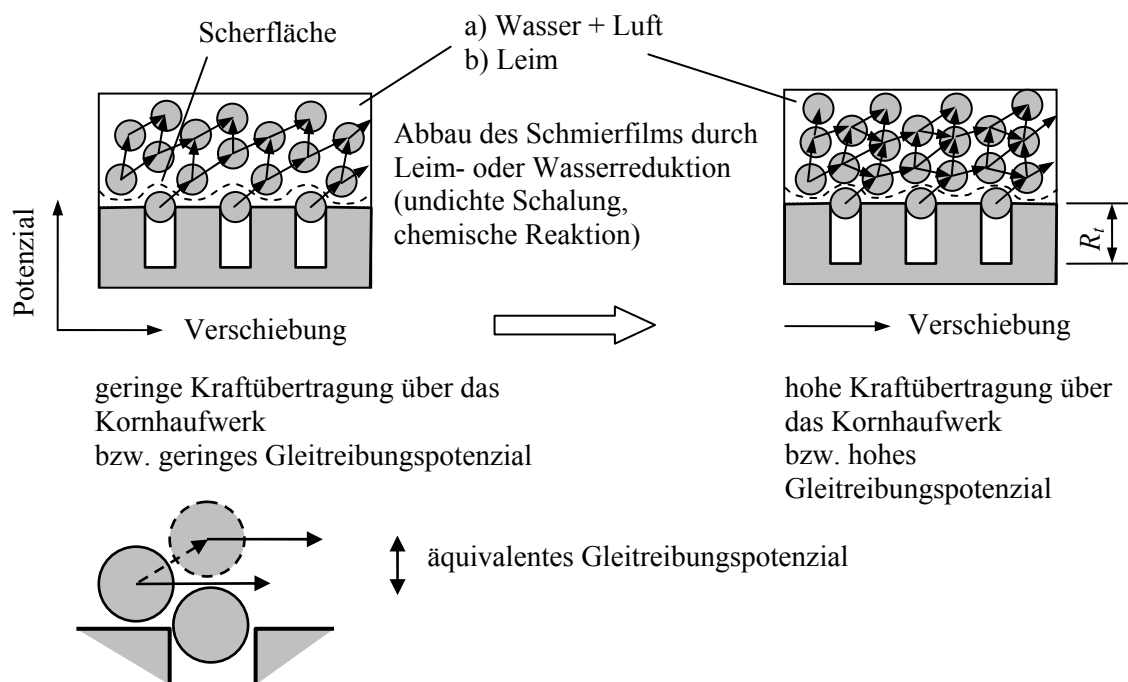 Scherfläche
a) Wasser + Luft
b) Leim
Abbau des Schmierfilms durch
Leim- oder Wasserreduktion
(undichte Schalung,
chemische Reaktion)
Potenzial
Verschiebung
R_t
Verschiebung
geringe Kraftübertragung über das
Kornhaufwerk
bzw. geringes Gleitreibungspotenzial
hohe Kraftübertragung über
das Kornhaufwerk
bzw. hohes
Gleitreibungspotenzial
äquivalentes Gleitreibungspotenzial